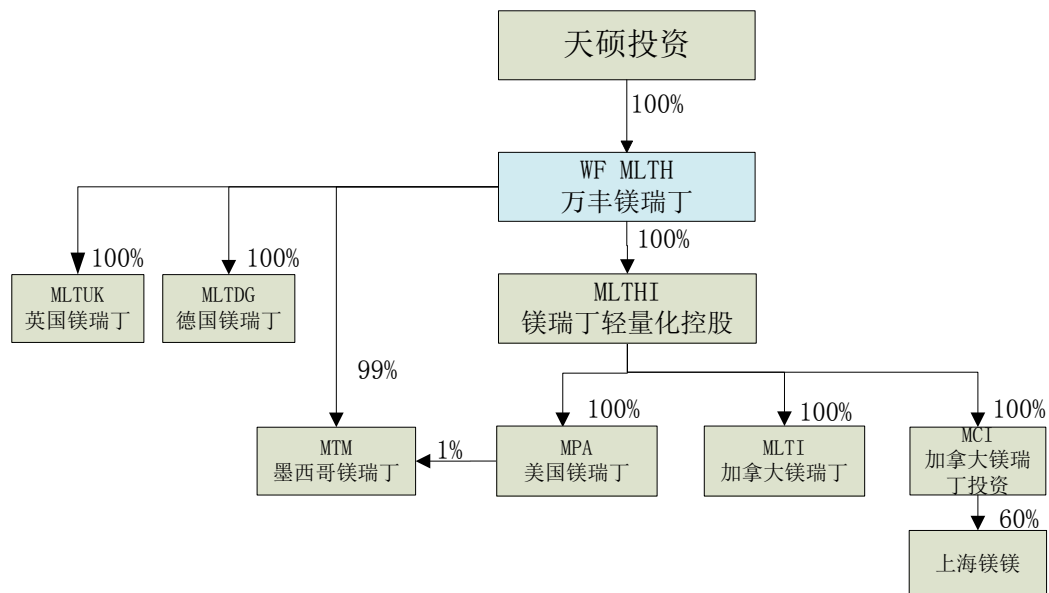 天硕投资
100%
WF MLTH
万丰镁瑞丁
100%
100%
100%
MLTUK
英国镁瑞丁
MLTDG
德国镁瑞丁
MLTHI
镁瑞丁轻量化控股
99%
100%
100%
100%
MTM
墨西哥镁瑞丁
1%
MPA
美国镁瑞丁
MLTI
加拿大镁瑞丁
MCI
加拿大镁瑞
丁投资
60%
上海镁镁